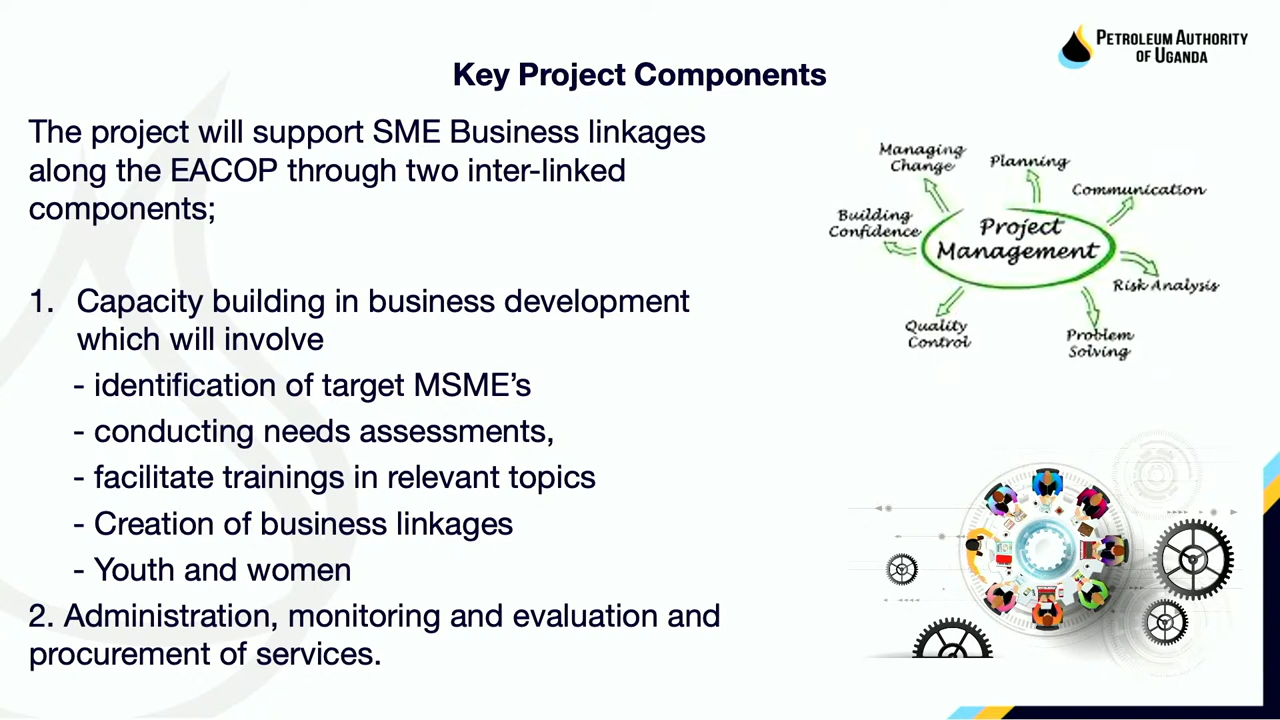 PETROLEUM AUTHORITY
OF UGANDA
Key Project Components
The project will support SME Business linkages
along the EACOP through two inter-linked
components;
1. Capacity building in business development
which will involve
- identification of target MSME’s
- conducting needs assessments,
- facilitate trainings in relevant topics
- Creation of business linkages
- Youth and women
2. Administration, monitoring and evaluation and
procurement of services.
Managing
Change
Planning
Communication
Building
Confidence
Project
Management
Risk Analysis
Quality
Control
Problem
Solving